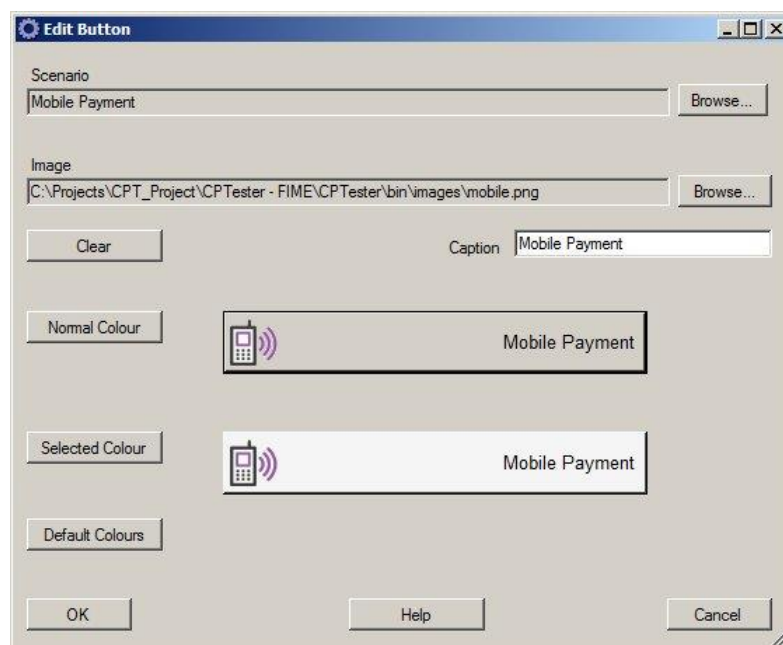 Edit Button
Scenario
Mobile Payment
Browse...
Image
C:\Projects\CPT_Project\CPTester - FIME\CPTester\bin\images\mobile.png
Browse...
Clear
Caption
Mobile Payment
Normal Colour
Mobile Payment
Selected Colour
Mobile Payment
Default Colours
OK
Help
Cancel